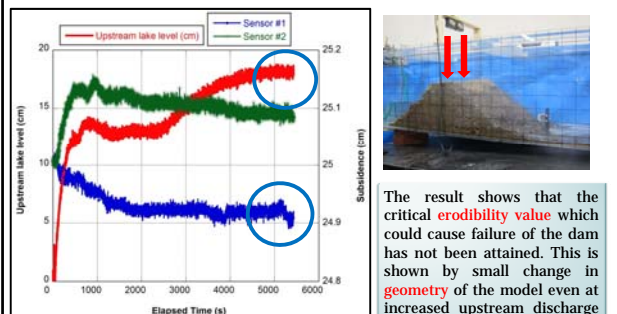 Upstream lake level (cm)
Sensor #1
Sensor #2
20
15
10
5
0
Upstream lake level (cm)
25.2
25.1
25
24.9
24.8
Subsidence (cm)
0 1000 2000 3000 4000 5000 6000
Elapsed Time (s)
The result shows that the
critical erodibility value which
could cause failure of the dam
has not been attained. This is
shown by small change in
geometry of the model even at
increased upstream discharge